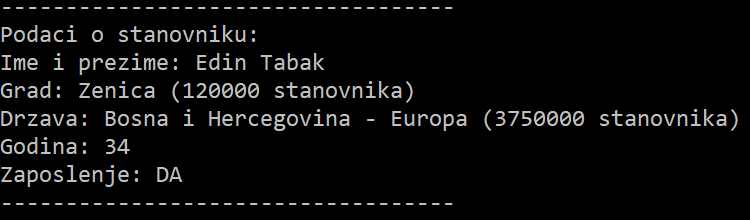 -----------------------------------
Podaci o stanovniku:
Ime i prezime: Edin Tabak
Grad: Zenica (120000 stanovnika)
Drzava: Bosna i Hercegovina - Europa (3750000 stanovnika)
Godina: 34
Zaposlenje: DA
-----------------------------------